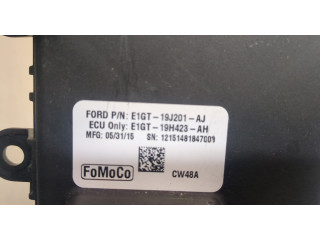 FORD P/N: E1GT-19J201-AJ
ECU Only: E1GT-19H423-AH
MFG: 05/31/15 SN: 12151481847009
FoMoCo
CW48A